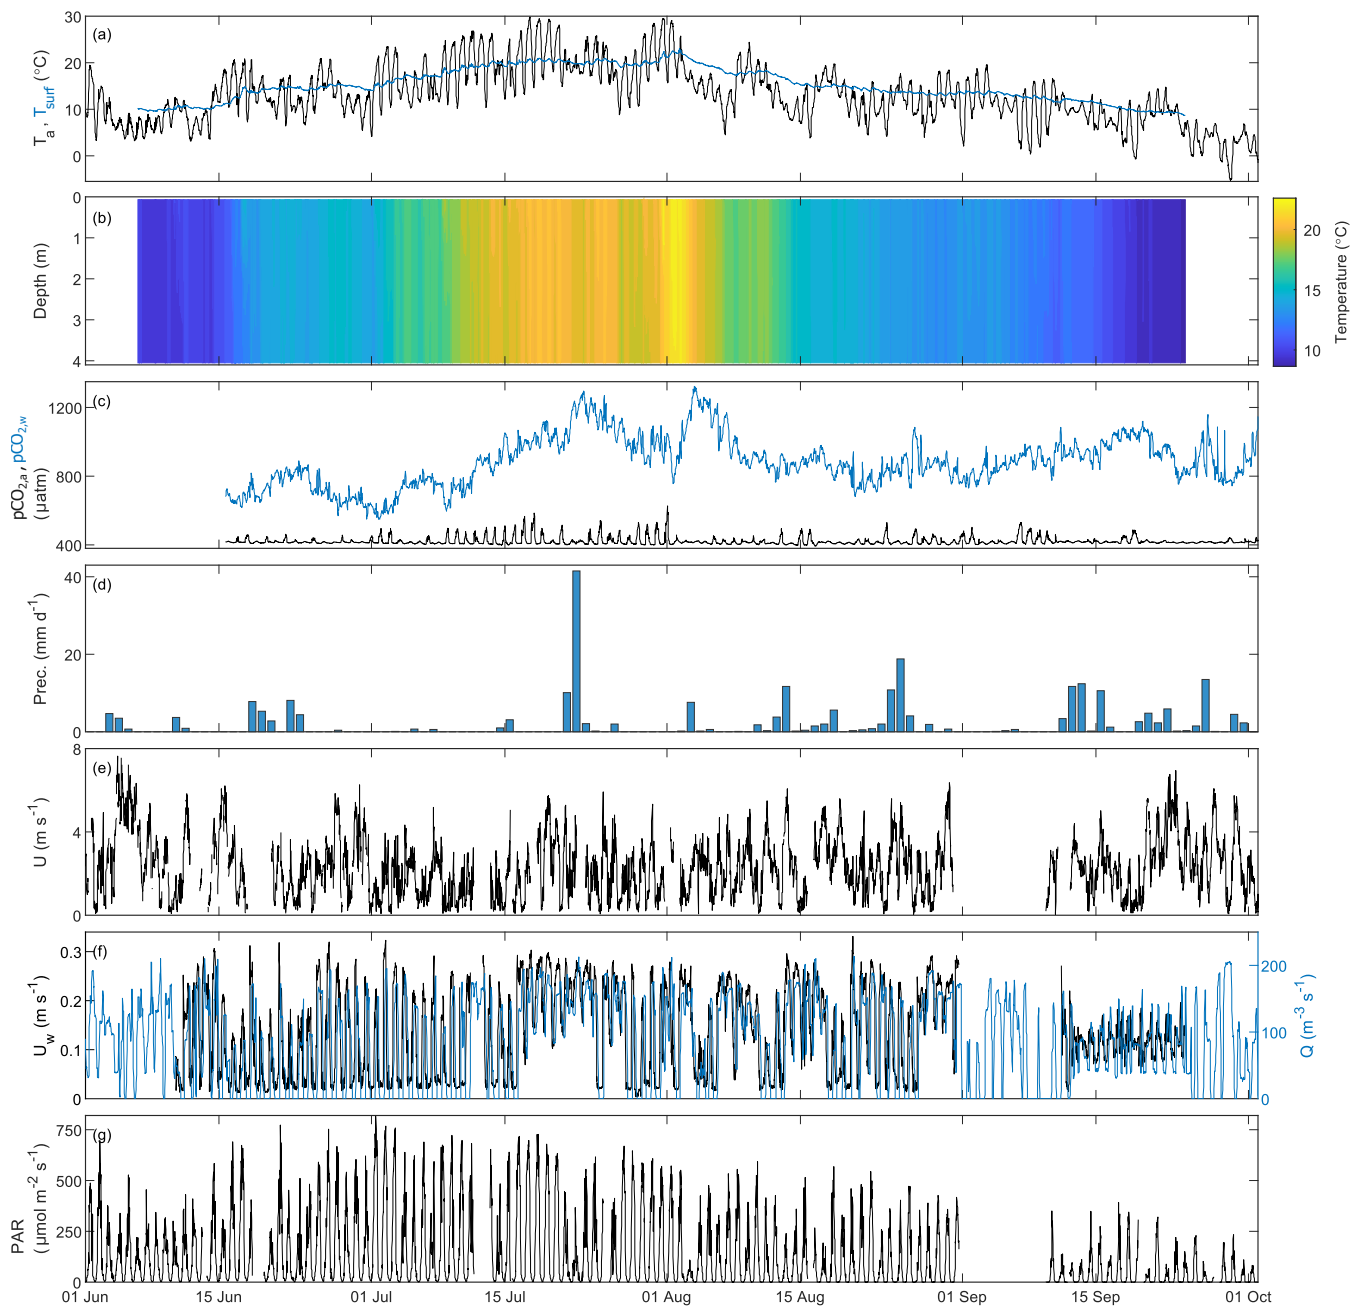 (a)
30
20
10
0
Ta, Tsurf (°C)
(b)
0
1
2
3
4
Depth (m)
20
15
10
Temperature (°C)
(c)
1200
800
400
pCO2,a, pCO2,w
(µatm)
(d)
40
20
0
Prec. (mm d-1)
(e)
8
4
0
U (m s-1)
(f)
0.3
0.2
0.1
0
Uw (m s-1)
200
100
0
Q (m-3 s-1)
(g)
750
500
250
0
PAR
(µmol m-2 s-1)
01 Jun 15 Jun 01 Jul 15 Jul 01 Aug 15 Aug 01 Sep 15 Sep 01 Oct